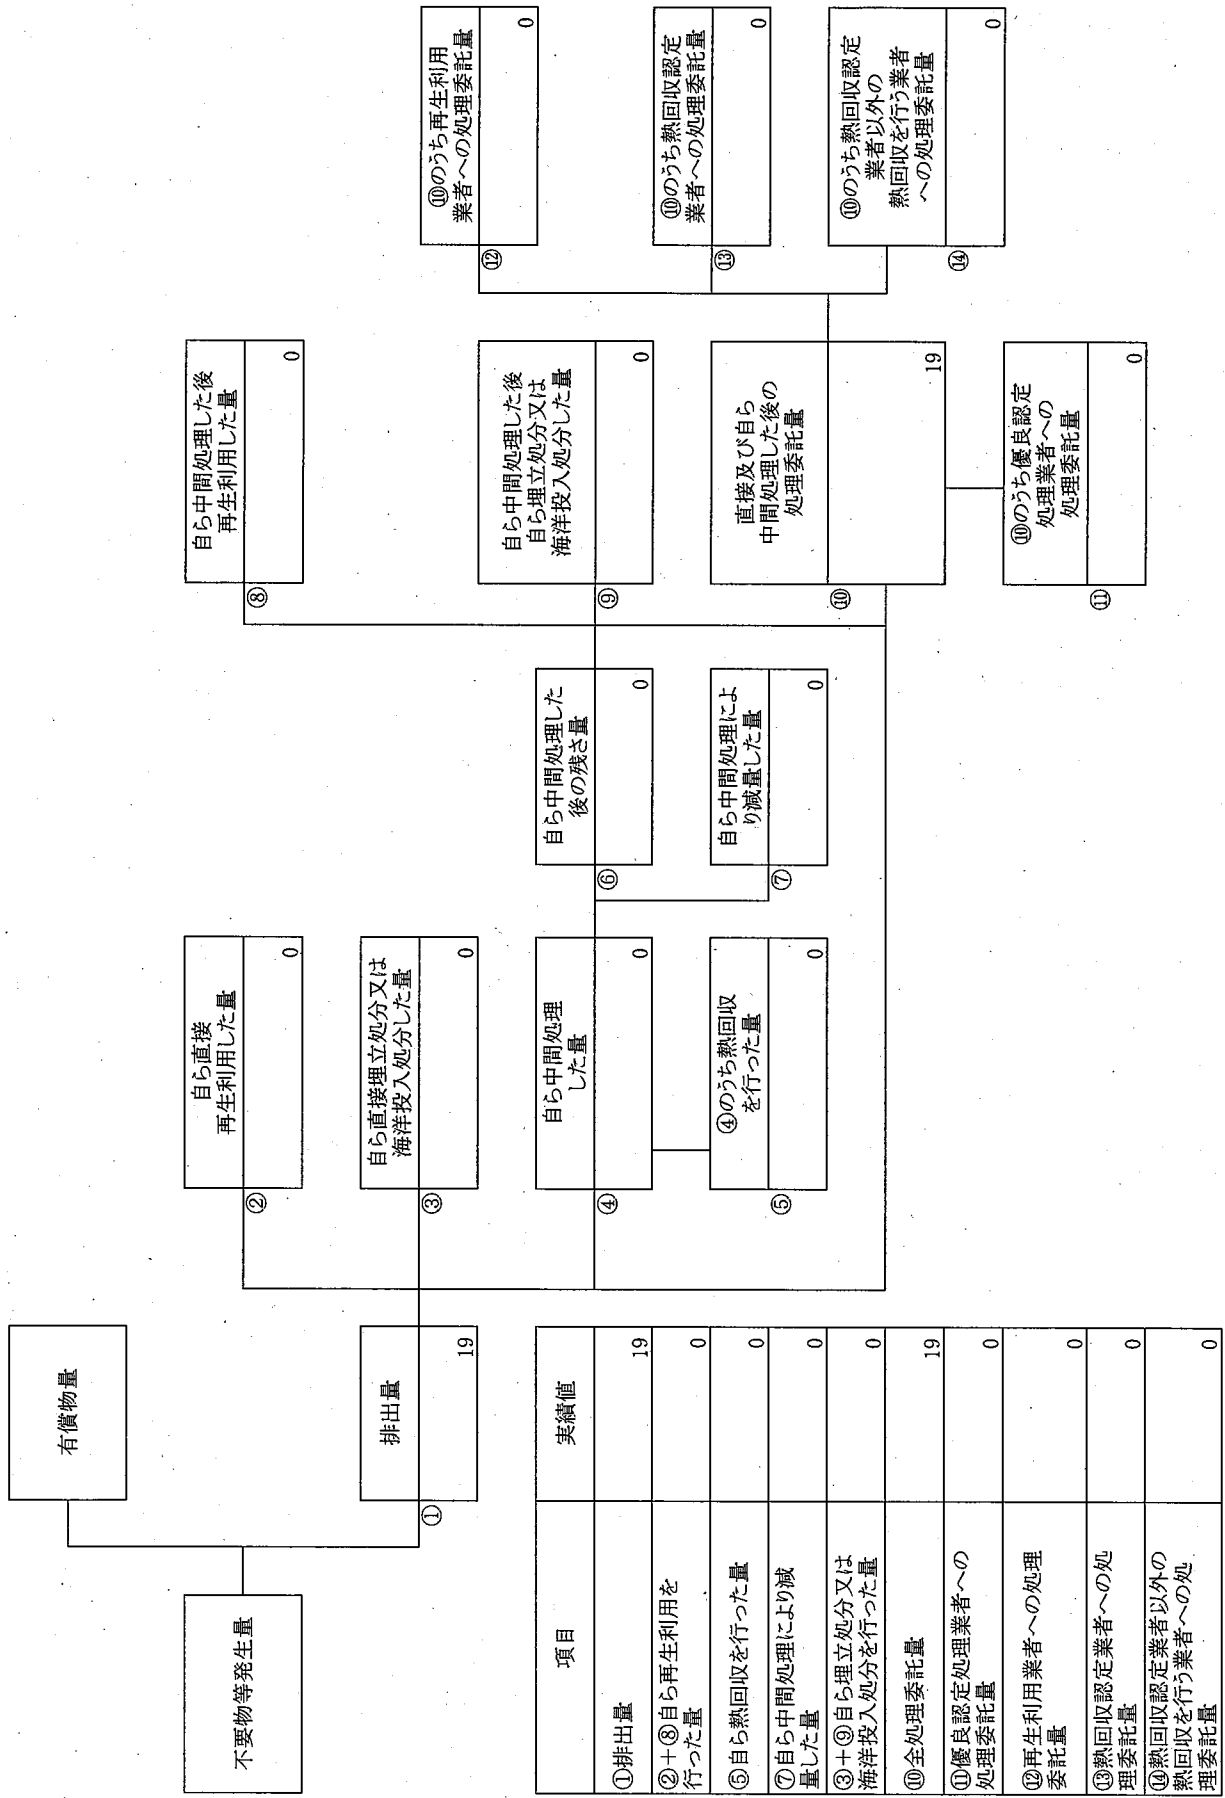 不要物等発生量
有償物量
①
排出量
19
②
自ら直接
再生利用した量
0
③
自ら直接埋立処分又は
海洋投入処分した量
0
④
自ら中間処理
した量
0
⑤
④のうち熱回収
を行った量
0
⑥
自ら中間処理した
後の残さ量
0
⑦
自ら中間処理によ
り減量した量
0
⑧
自ら中間処理した後
再生利用した量
0
⑨
自ら中間処理した後
自ら埋立処分又は
海洋投入処分した量
0
⑩
直接及び自ら
中間処理した後の
処理委託量
19
⑪
⑩のうち優良認定
処理業者への
処理委託量
0
⑫
⑩のうち再生利用
業者への処理委託量
0
⑬
⑩のうち熱回収認定
業者への処理委託量
0
⑭
⑩のうち熱回収認定
業者以外の
熱回収を行う業者
への処理委託量
0
項目 実績値
①排出量 19
②+⑧自ら再生利用を
行った量 0
⑤自ら熱回収を行った量 0
⑦自ら中間処理により減
量した量 0
③+⑨自ら埋立処分又は
海洋投入処分を行った量 0
⑩全処理委託量 19
⑪優良認定処理業者への
処理委託量 0
⑫再生利用業者への処理
委託量 0
⑬熱回収認定業者への処
理委託量 0
⑭熱回収認定業者以外の
熱回収を行う業者への処
理委託量 0